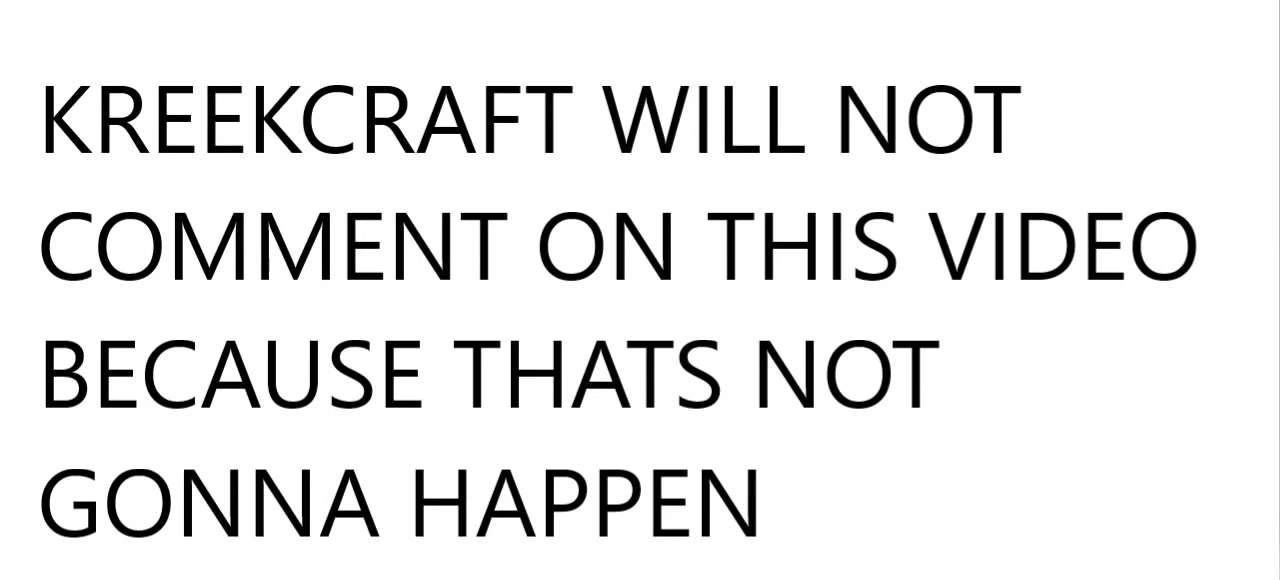 KREEKCRAFT WILL NOT
COMMENT ON THIS VIDEO
BECAUSE THATS NOT
GONNA HAPPEN